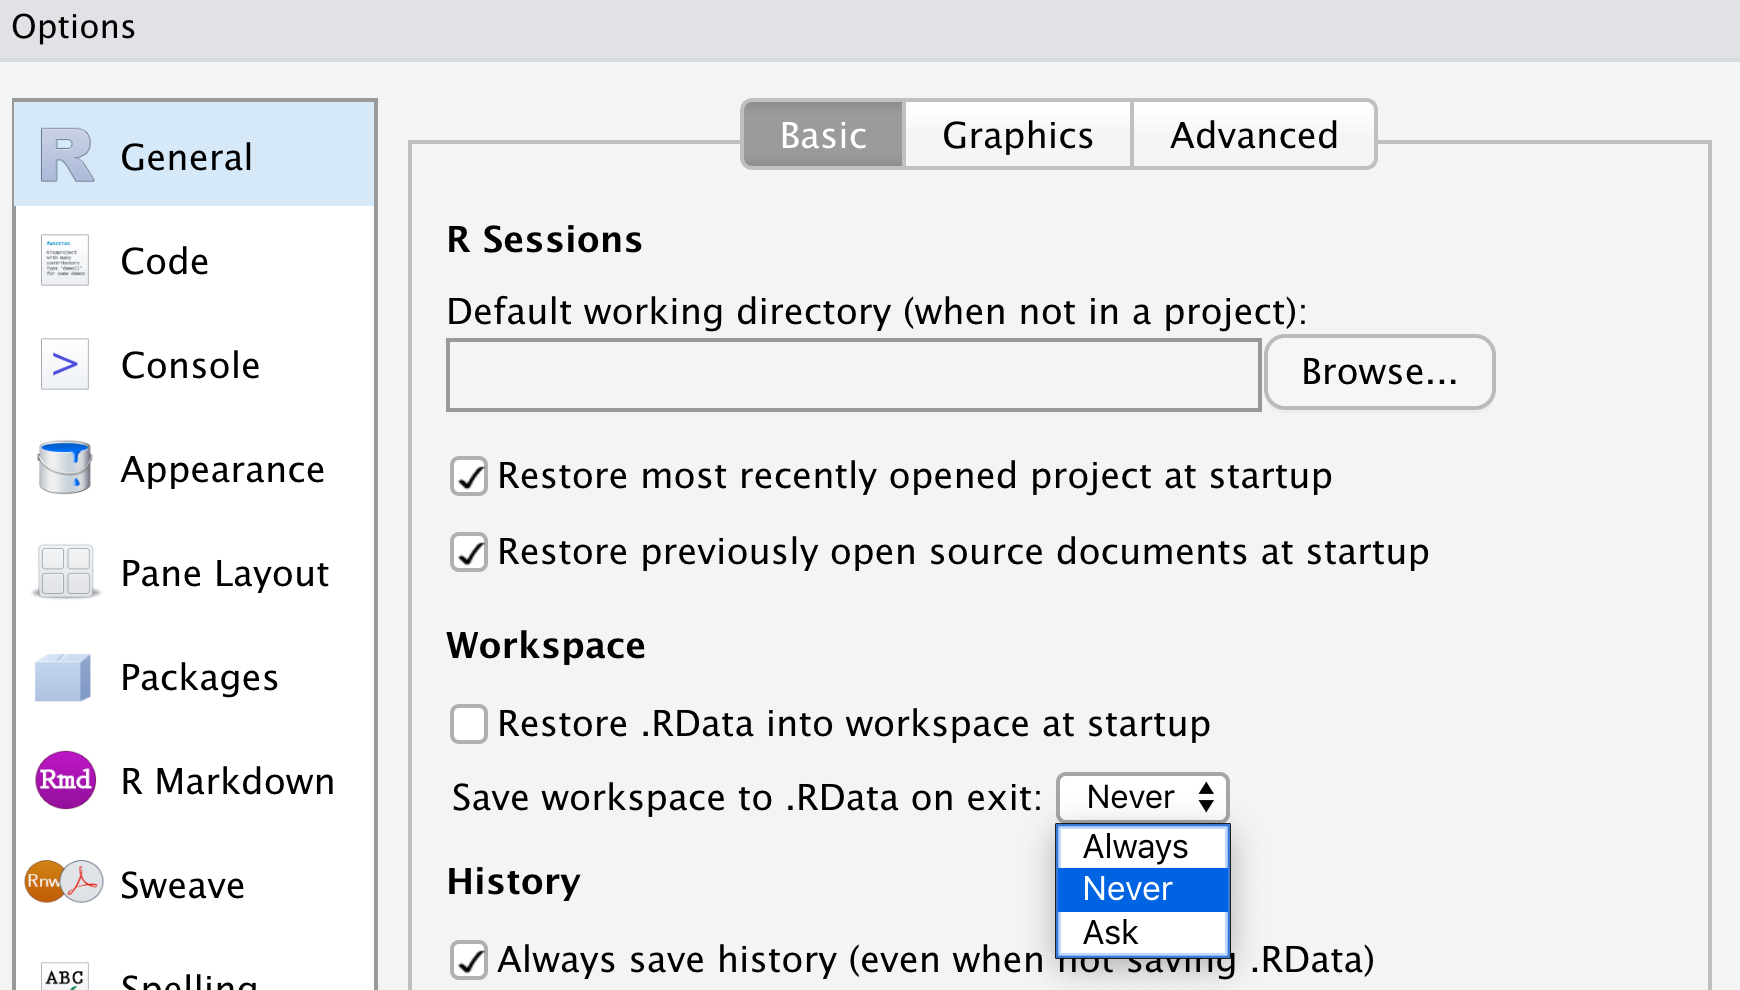 Options
General
Code
Console
Appearance
Pane Layout
Packages
Rmd
R Markdown
Rnw
Sweave
ABC
Spelling
Basic
Graphics
Advanced
R Sessions
Default working directory (when not in a project):
Browse...
Restore most recently opened project at startup
Restore previously open source documents at startup
Workspace
Restore .RData into workspace at startup
Save workspace to .RData on exit: Never
Always
Never
Ask
History
Always save history (even when not saving .RData)